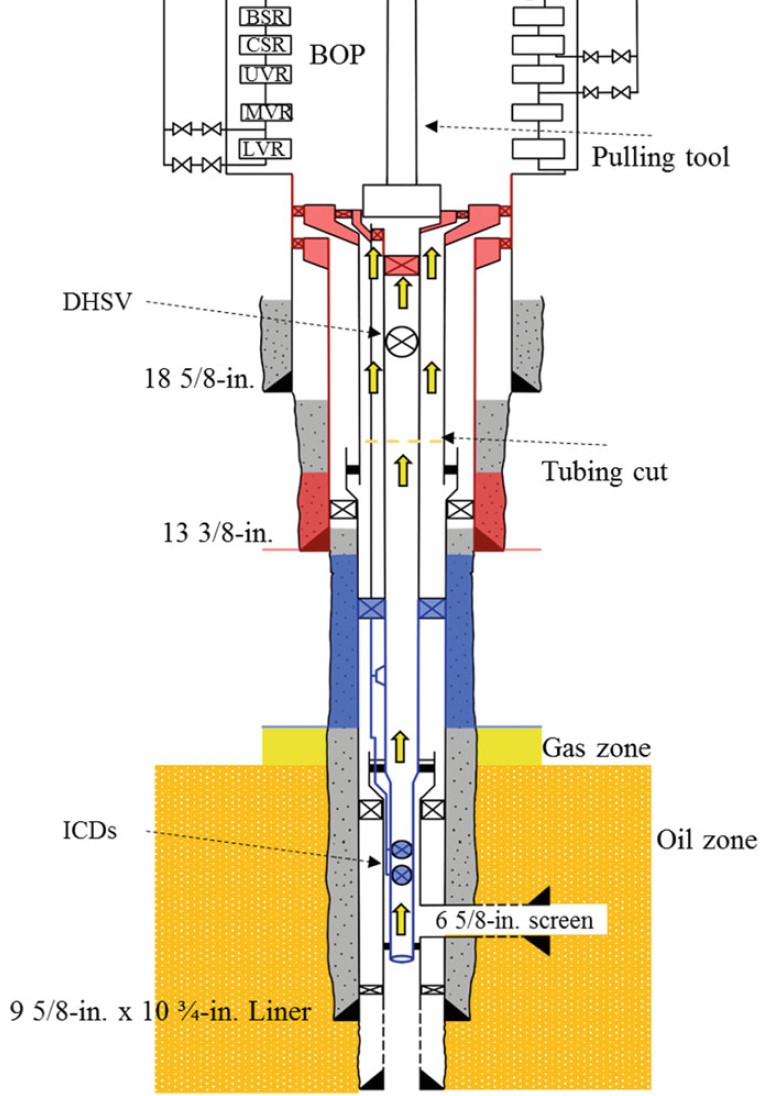 BSR
CSR
UVR
MVR
LVR
BOP
Pulling tool
DHSV
18 5/8-in.
Tubing cut
13 3/8-in.
Gas zone
ICDs
Oil zone
6 5/8-in. screen
9 5/8-in. x 10 ¾-in. Liner